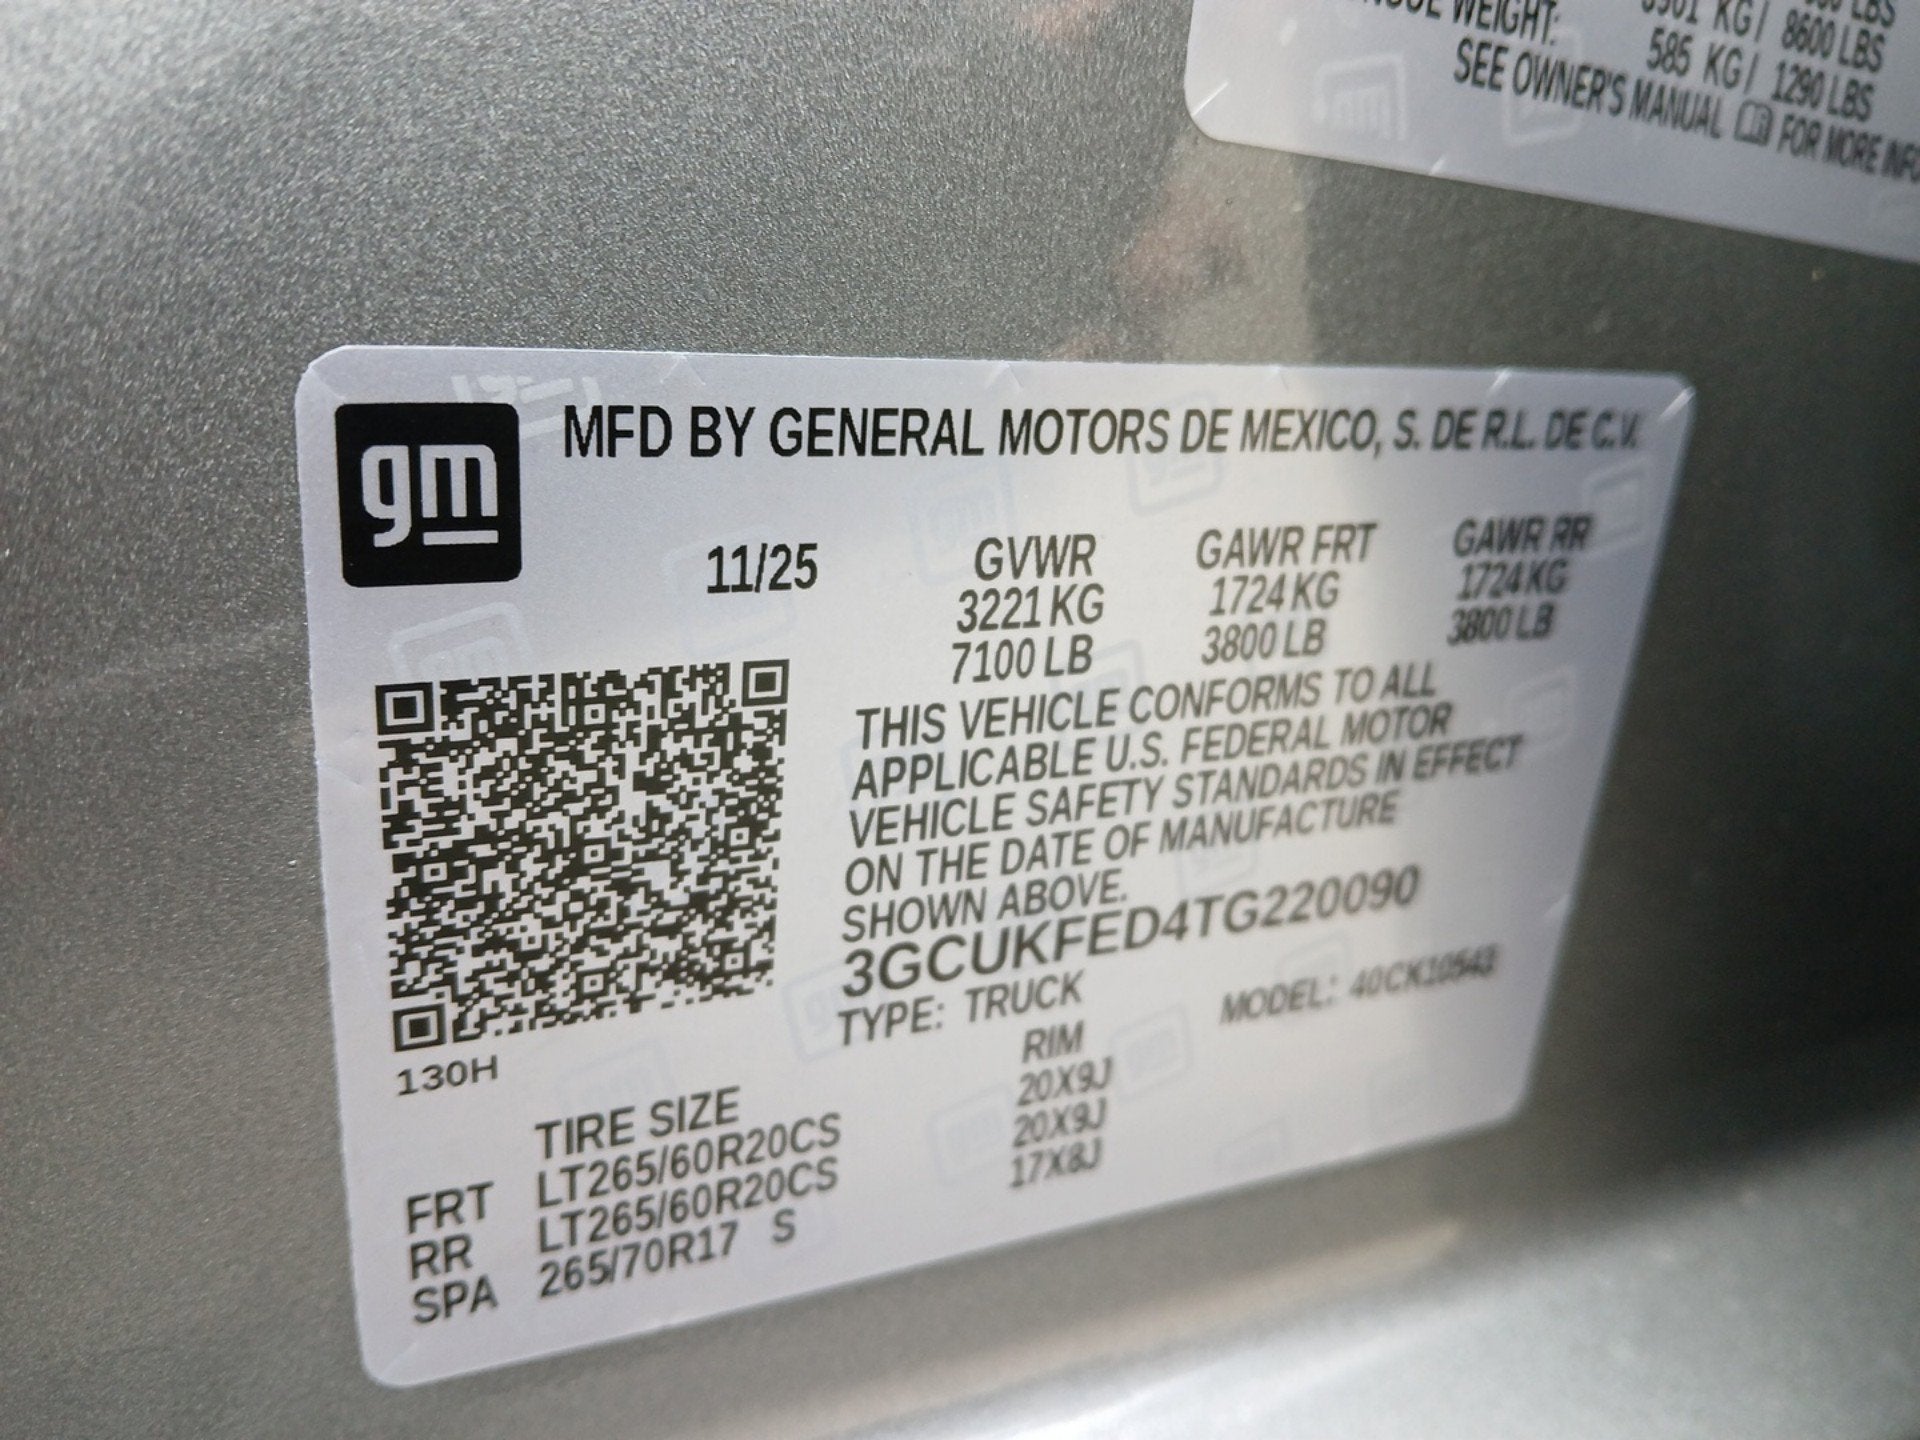 WEIGHT:
KG / 8600 LBS
585 KG / 1290 LBS
SEE OWNER'S MANUAL FOR MORE
gm
MFD BY GENERAL MOTORS DE MEXICO, S. DE R.L. DE C.V.
11/25
GVWR GAWR FRT GAWR RR
3221 KG 1724 KG 1724 KG
7100 LB 3800 LB 3800 LB
THIS VEHICLE CONFORMS TO ALL
APPLICABLE U.S. FEDERAL MOTOR
VEHICLE SAFETY STANDARDS IN EFFECT
ON THE DATE OF MANUFACTURE
SHOWN ABOVE.
3GCUKFED4TG220090
TYPE: TRUCK MODEL: 40CK10543
130H
TIRE SIZE RIM
FRT LT265/60R20CS 20X9J
RR LT265/60R20CS 20X9J
SPA 265/70R17 S 17X8J